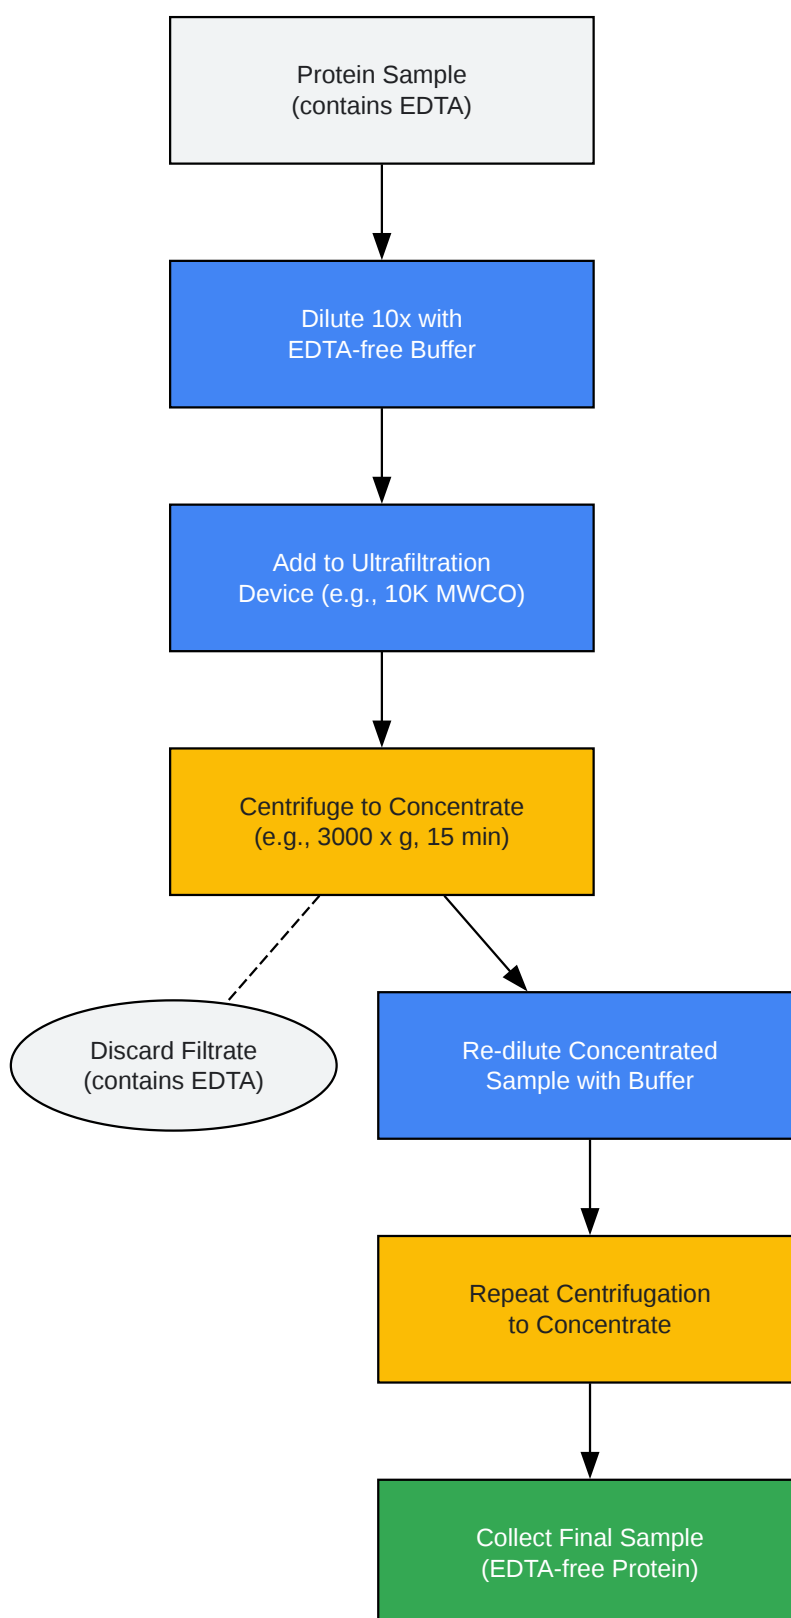 Protein Sample
(contains EDTA)
Dilute 10x with
EDTA-free Buffer
Add to Ultrafiltration
Device (e.g., 10K MWCO)
Centrifuge to Concentrate
(e.g., 3000 x g, 15 min)
Discard Filtrate
(contains EDTA)
Re-dilute Concentrated
Sample with Buffer
Repeat Centrifugation
to Concentrate
Collect Final Sample
(EDTA-free Protein)